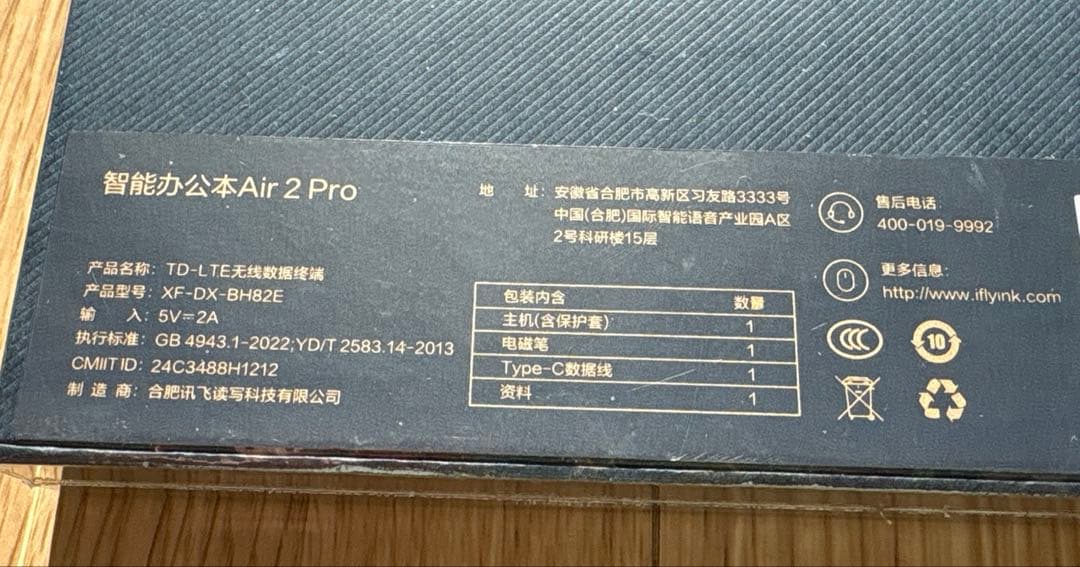 智能办公本Air 2 Pro
产品名称：TD-LTE无线数据终端
产品型号：XF-DX-BH82E
输 入：5V⎓2A
执行标准：GB 4943.1-2022;YD/T 2583.14-2013
CMIIT ID：24C3488H1212
制 造 商：合肥讯飞读写科技有限公司
地 址：安徽省合肥市高新区习友路3333号
中国(合肥)国际智能语音产业园A区
2号科研楼15层
包装内含 数量
主机(含保护套) 1
电磁笔 1
Type-C数据线 1
资料 1
售后电话：
400-019-9992
更多信息：
http://www.iflyink.com
CCC
10